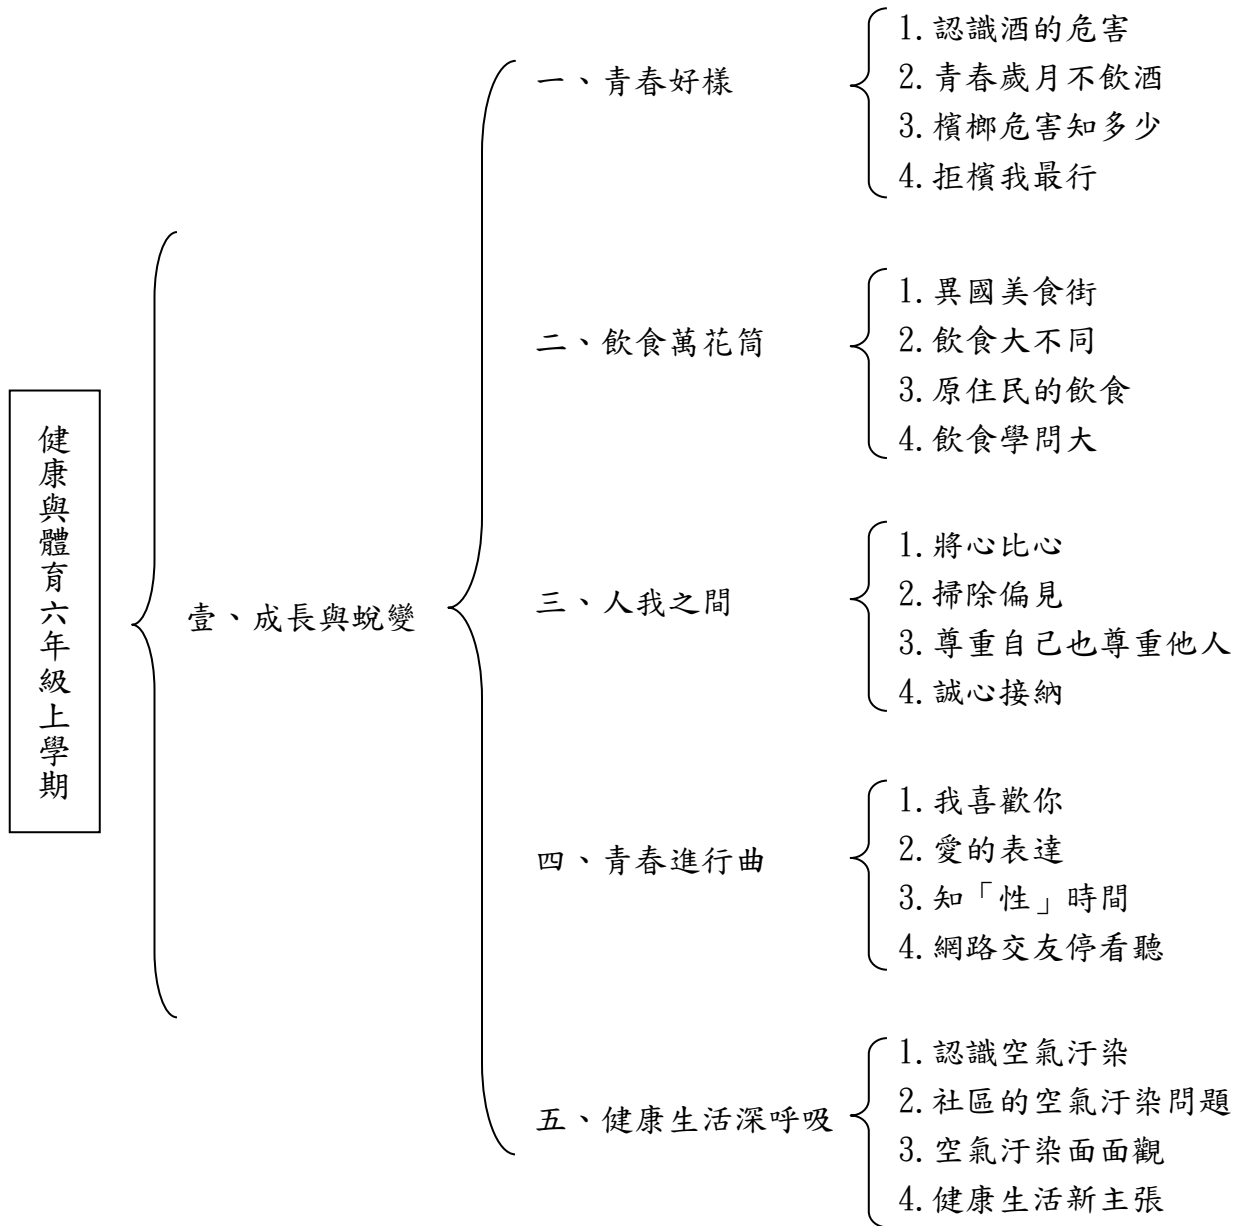 健康與體育六年級上學期
壹、成長與蛻變
一、青春好樣
1.認識酒的危害
2.青春歲月不飲酒
3.檳榔危害知多少
4.拒檳我最行
二、飲食萬花筒
1.異國美食街
2.飲食大不同
3.原住民的飲食
4.飲食學問大
三、人我之間
1.將心比心
2.掃除偏見
3.尊重自己也尊重他人
4.誠心接納
四、青春進行曲
1.我喜歡你
2.愛的表達
3.知「性」時間
4.網路交友停看聽
五、健康生活深呼吸
1.認識空氣汙染
2.社區的空氣汙染問題
3.空氣汙染面面觀
4.健康生活新主張